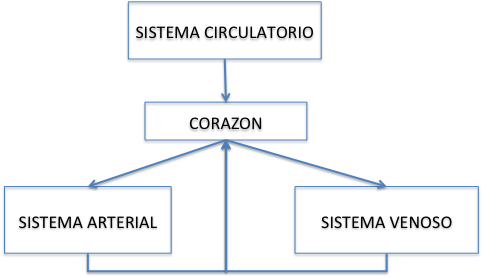 SISTEMA CIRCULATORIO
CORAZON
SISTEMA ARTERIAL
SISTEMA VENOSO